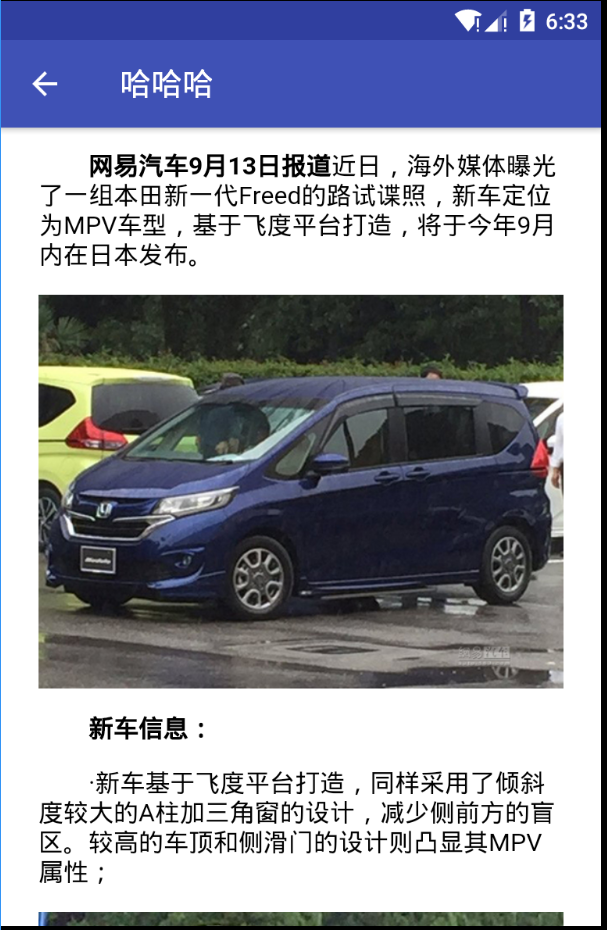 6:33
哈哈哈
网易汽车9月13日报道近日，海外媒体曝光
了一组本田新一代Freed的路试谍照，新车定位
为MPV车型，基于飞度平台打造，将于今年9月
内在日本发布。
新车信息：
·新车基于飞度平台打造，同样采用了倾斜
度较大的A柱加三角窗的设计，减少侧前方的盲
区。较高的车顶和侧滑门的设计则凸显其MPV
属性；